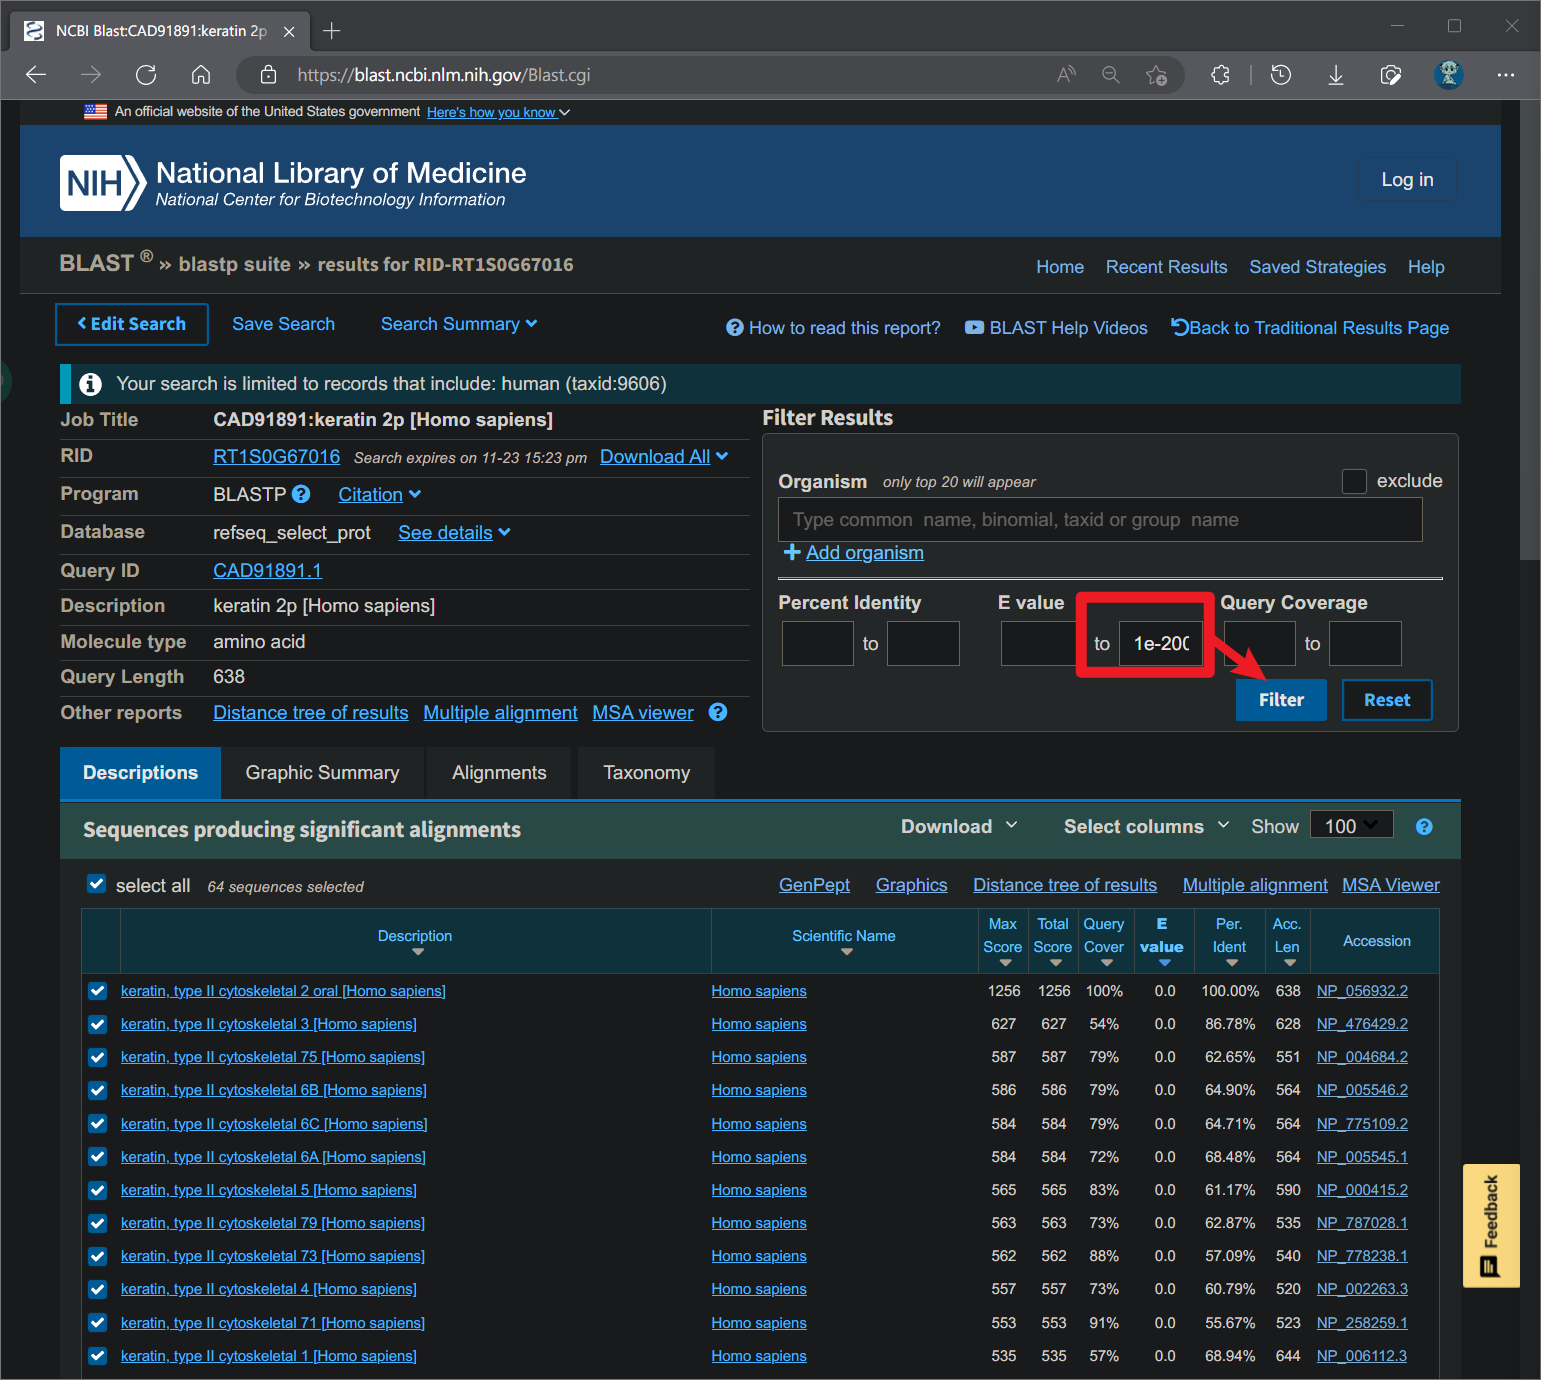 NCBI Blast:CAD91891:keratin 2p
https://blast.ncbi.nlm.nih.gov/Blast.cgi
An official website of the United States government Here's how you know
NIH National Library of Medicine
National Center for Biotechnology Information
Log in
BLAST ® » blastp suite » results for RID-RT1S0G67016
Home Recent Results Saved Strategies Help
Edit Search Save Search Search Summary
How to read this report? BLAST Help Videos Back to Traditional Results Page
Your search is limited to records that include: human (taxid:9606)
Job Title CAD91891:keratin 2p [Homo sapiens]
RID RT1S0G67016 Search expires on 11-23 15:23 pm Download All
Program BLASTP Citation
Database refseq_select_prot See details
Query ID CAD91891.1
Description keratin 2p [Homo sapiens]
Molecule type amino acid
Query Length 638
Other reports Distance tree of results Multiple alignment MSA viewer
Filter Results
Organism only top 20 will appear exclude
Type common name, binomial, taxid or group name
Add organism
Percent Identity E value Query Coverage
to to 1e-200 to
Filter Reset
Descriptions Graphic Summary Alignments Taxonomy
Sequences producing significant alignments Download Select columns Show 100
select all 64 sequences selected GenPept Graphics Distance tree of results Multiple alignment MSA Viewer
Description Scientific Name Max Score Total Score Query Cover E value Per. Ident Acc. Len Accession
keratin, type II cytoskeletal 2 oral [Homo sapiens] Homo sapiens 1256 1256 100% 0.0 100.00% 638 NP_056932.2
keratin, type II cytoskeletal 3 [Homo sapiens] Homo sapiens 627 627 54% 0.0 86.78% 628 NP_476429.2
keratin, type II cytoskeletal 75 [Homo sapiens] Homo sapiens 587 587 79% 0.0 62.65% 551 NP_004684.2
keratin, type II cytoskeletal 6B [Homo sapiens] Homo sapiens 586 586 79% 0.0 64.90% 564 NP_005546.2
keratin, type II cytoskeletal 6C [Homo sapiens] Homo sapiens 584 584 79% 0.0 64.71% 564 NP_775109.2
keratin, type II cytoskeletal 6A [Homo sapiens] Homo sapiens 584 584 72% 0.0 68.48% 564 NP_005545.1
keratin, type II cytoskeletal 5 [Homo sapiens] Homo sapiens 565 565 83% 0.0 61.17% 590 NP_000415.2
keratin, type II cytoskeletal 79 [Homo sapiens] Homo sapiens 563 563 73% 0.0 62.87% 535 NP_787028.1
keratin, type II cytoskeletal 73 [Homo sapiens] Homo sapiens 562 562 88% 0.0 57.09% 540 NP_778238.1
keratin, type II cytoskeletal 4 [Homo sapiens] Homo sapiens 557 557 73% 0.0 60.79% 520 NP_002263.3
keratin, type II cytoskeletal 71 [Homo sapiens] Homo sapiens 553 553 91% 0.0 55.67% 523 NP_258259.1
keratin, type II cytoskeletal 1 [Homo sapiens] Homo sapiens 535 535 57% 0.0 68.94% 644 NP_006112.3
Feedback